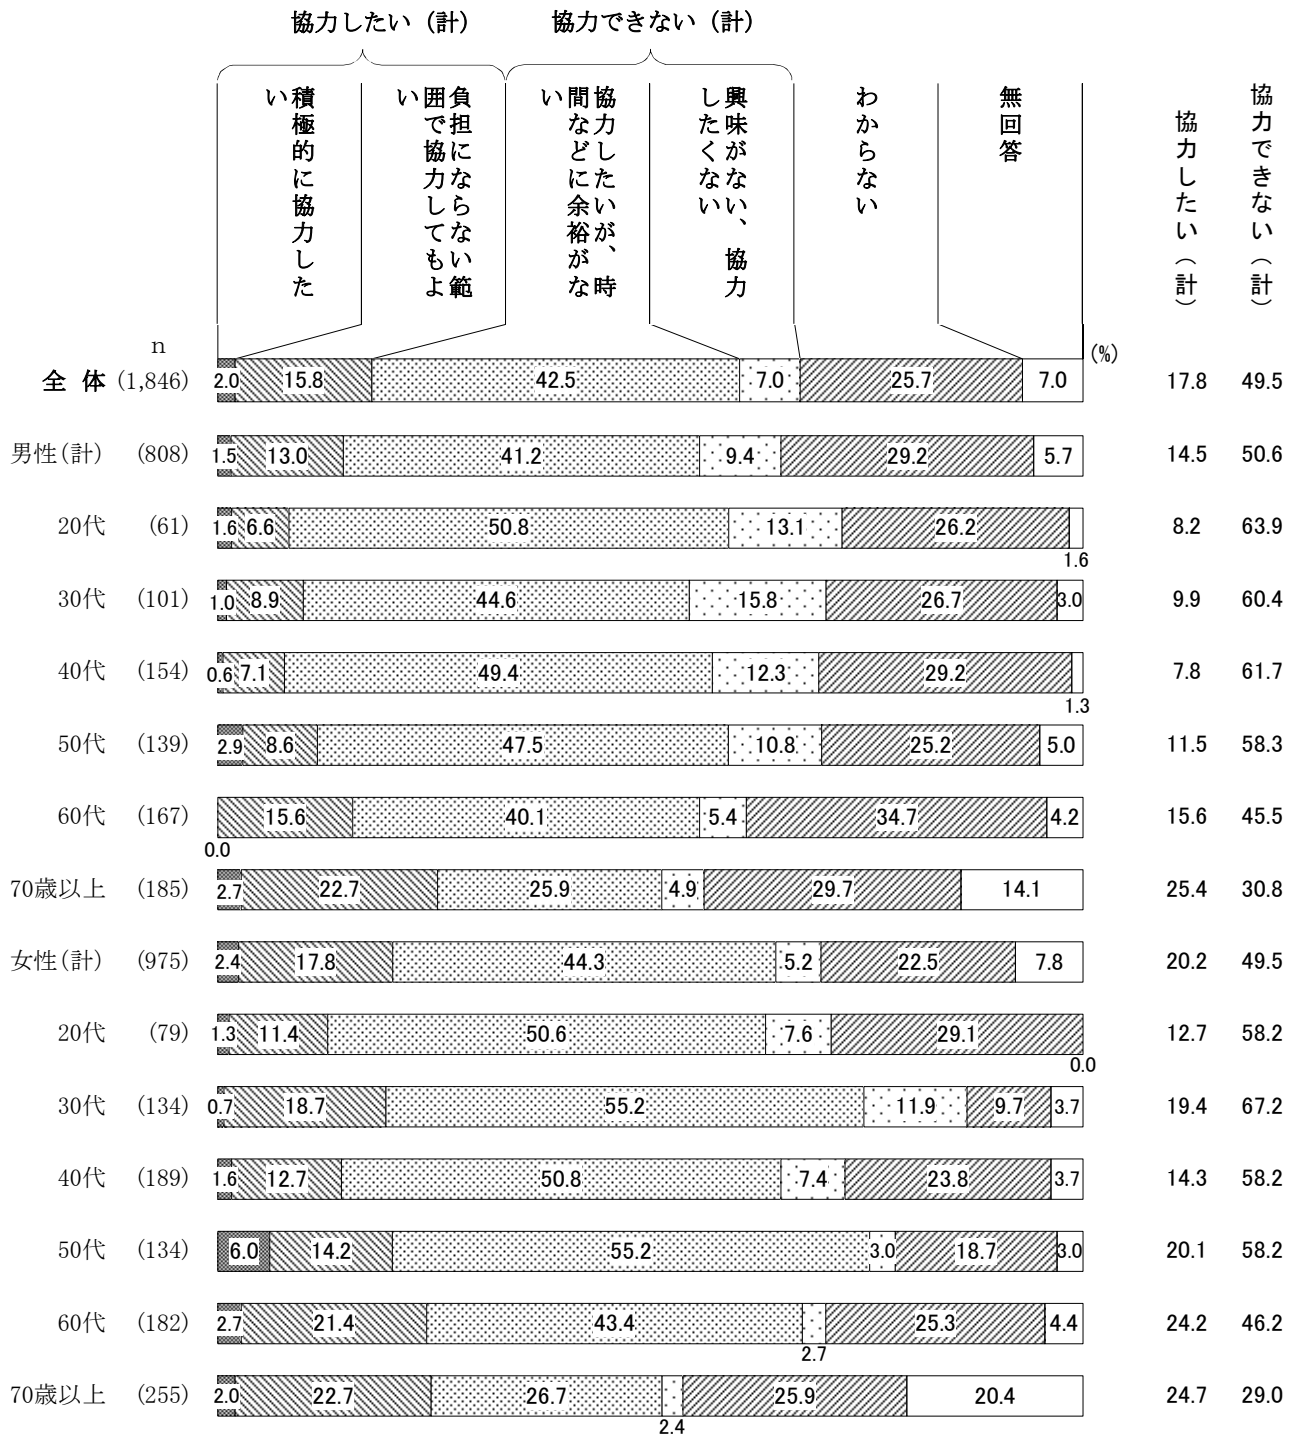 協力したい（計） 協力できない（計）
積極的に協力した
い
負担にならない範
囲で協力してもよ
い
協力したいが、時
間などに余裕がな
い
興味がない、協力
したくない
わからない
無回答
協力したい（計）
協力できない（計）
n
(%)
全 体 (1,846) 2.0 15.8 42.5 7.0 25.7 7.0 17.8 49.5
男性（計） (808) 1.5 13.0 41.2 9.4 29.2 5.7 14.5 50.6
20代 (61) 1.6 6.6 50.8 13.1 26.2 1.6 8.2 63.9
30代 (101) 1.0 8.9 44.6 15.8 26.7 3.0 9.9 60.4
40代 (154) 0.6 7.1 49.4 12.3 29.2 1.3 7.8 61.7
50代 (139) 2.9 8.6 47.5 10.8 25.2 5.0 11.5 58.3
60代 (167) 0.0 15.6 40.1 5.4 34.7 4.2 15.6 45.5
70歳以上 (185) 2.7 22.7 25.9 4.9 29.7 14.1 25.4 30.8
女性（計） (975) 2.4 17.8 44.3 5.2 22.5 7.8 20.2 49.5
20代 (79) 1.3 11.4 50.6 7.6 29.1 0.0 12.7 58.2
30代 (134) 0.7 18.7 55.2 11.9 9.7 3.7 19.4 67.2
40代 (189) 1.6 12.7 50.8 7.4 23.8 3.7 14.3 58.2
50代 (134) 6.0 14.2 55.2 3.0 18.7 3.0 20.1 58.2
60代 (182) 2.7 21.4 43.4 2.7 25.3 4.4 24.2 46.2
70歳以上 (255) 2.0 22.7 26.7 2.4 25.9 20.4 24.7 29.0